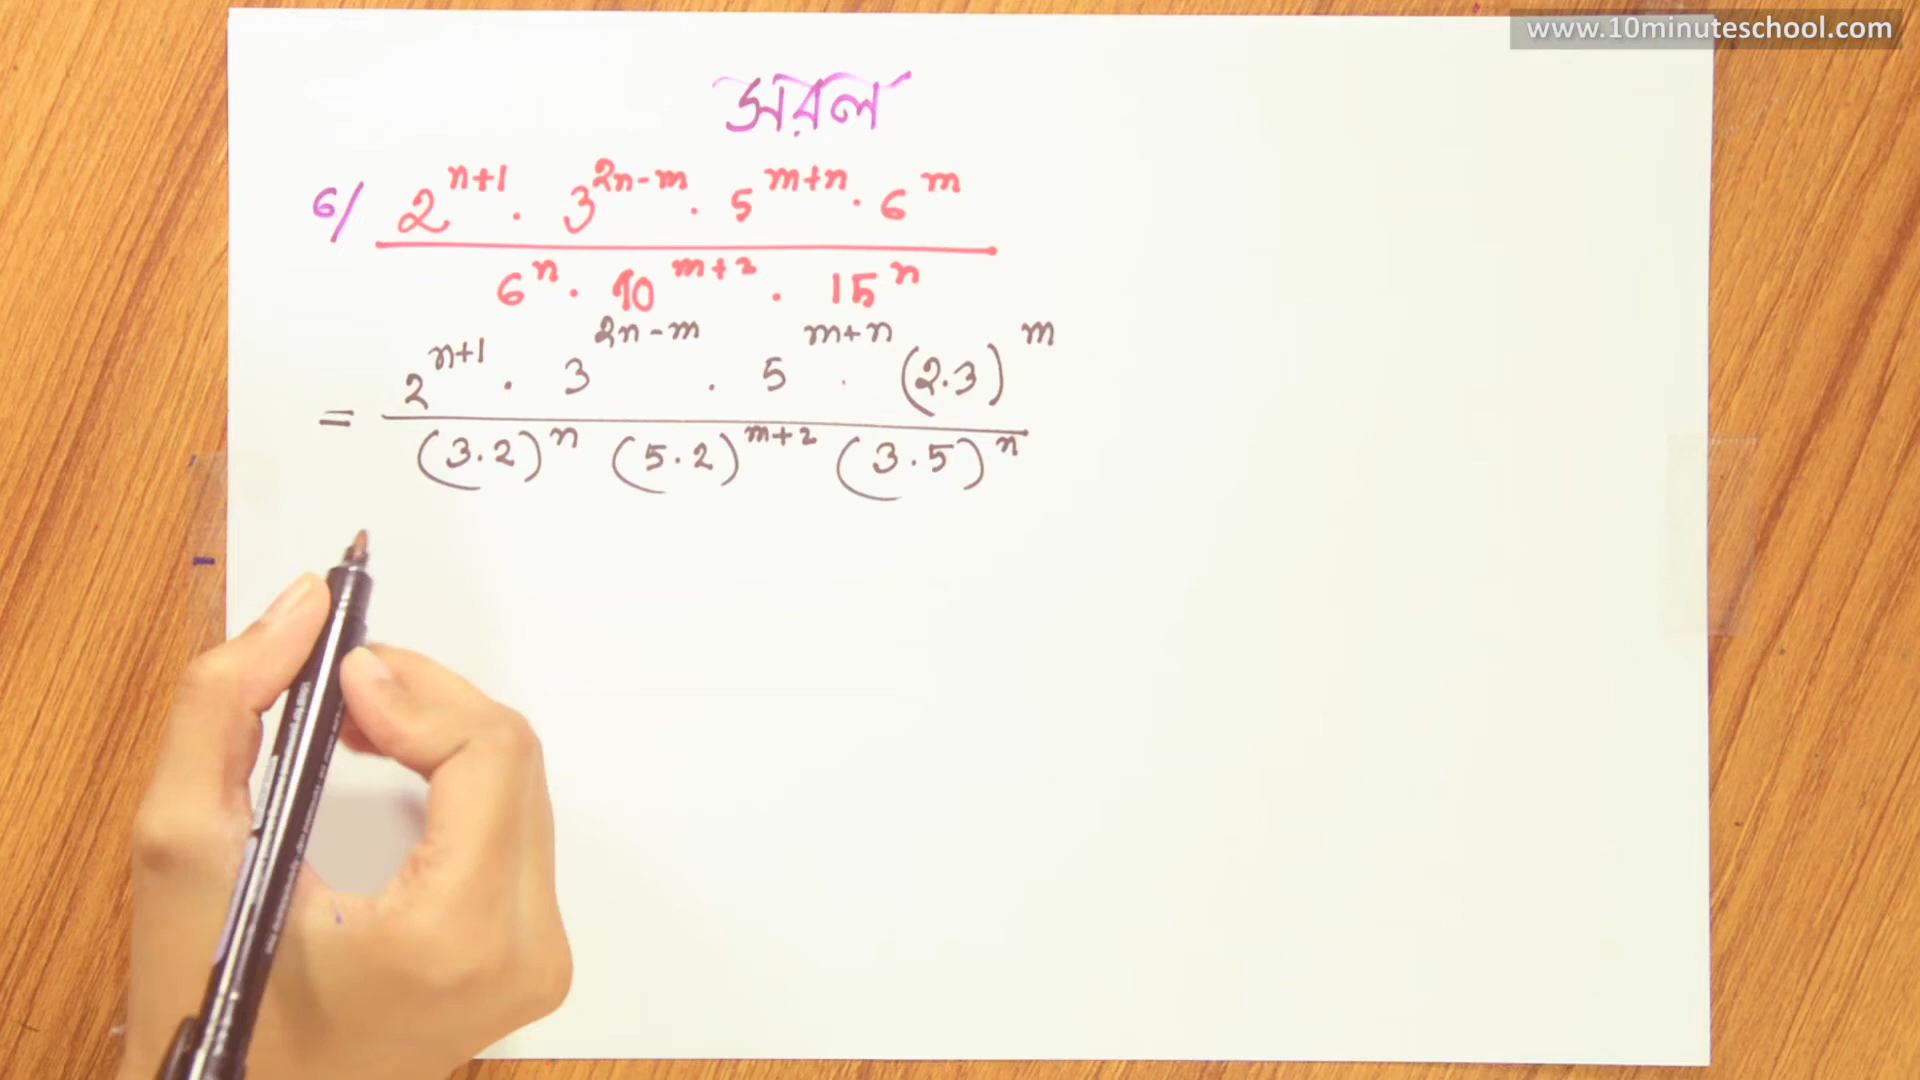 www.10minuteschool.com
সরল
6/ 2^{n+1} · 3^{2n-m} · 5^{m+n} · 6^{m}
6^{n} · 10^{m+2} · 15^{n}
= 2^{n+1} · 3^{2n-m} · 5^{m+n} · (2·3)^{m}
(3·2)^{n} (5·2)^{m+2} (3·5)^{n}